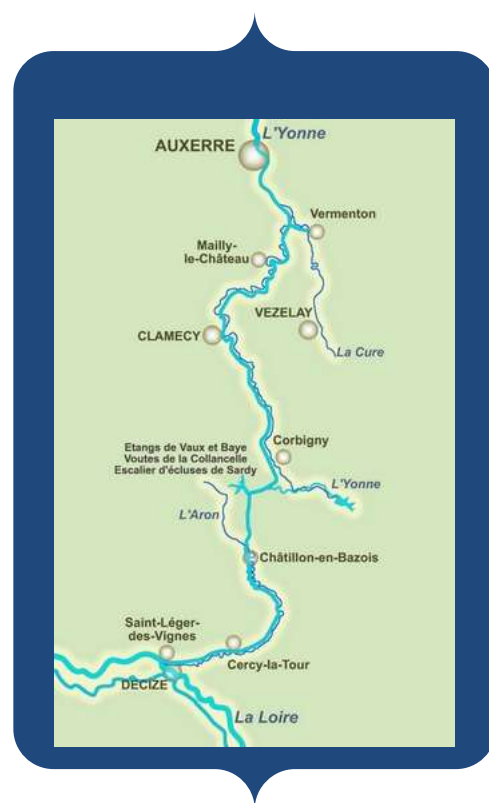 L'Yonne
AUXERRE
Vermenton
Mailly-
le-Château
VEZELAY
CLAMECY
La Cure
Corbigny
Etangs de Vaux et Baye
Voutes de la Collancelle
Escalier d'écluses de Sardy
L'Yonne
L'Aron
Châtillon-en-Bazois
Saint-Léger-
des-Vignes
Cercy-la-Tour
DECIZE
La Loire